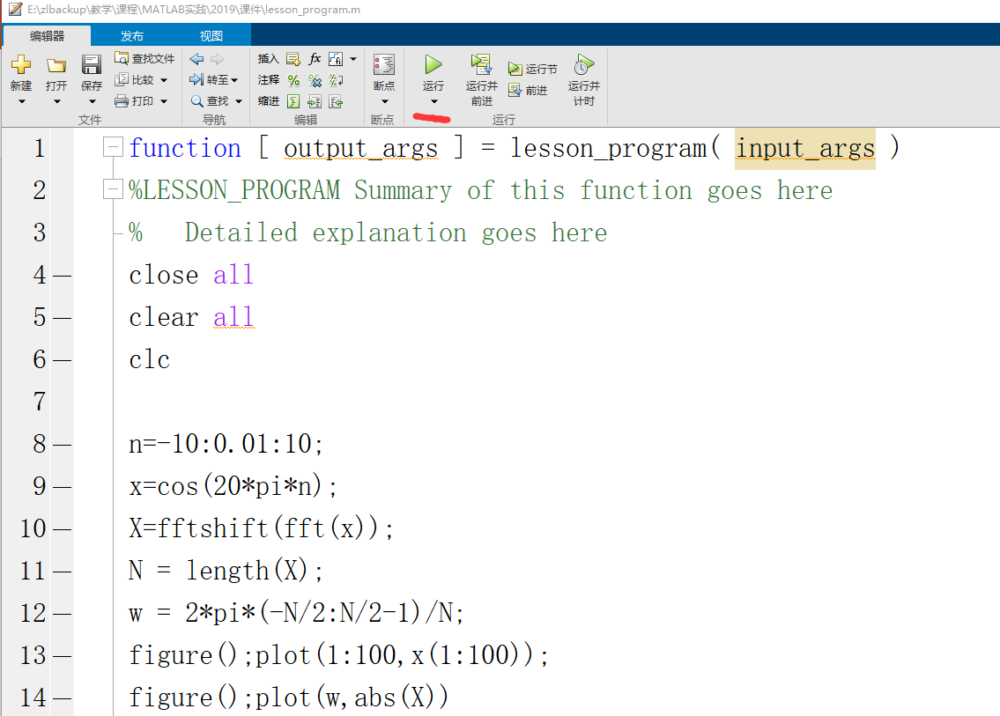 E:\zlbackup\教学\课程\MATLAB实践\2019\课件\lesson_program.m
编辑器 发布 视图
新建 打开 保存 查找文件 比较 打印 转至 查找 插入 fx 注释 缩进 断点 运行 运行并前进 运行节 前进 运行并计时
文件 导航 编辑 断点 运行
1 function [ output_args ] = lesson_program( input_args )
2 %LESSON_PROGRAM Summary of this function goes here
3 %   Detailed explanation goes here
4 — close all
5 — clear all
6 — clc
7
8 — n=-10:0.01:10;
9 — x=cos(20*pi*n);
10 — X=fftshift(fft(x));
11 — N = length(X);
12 — w = 2*pi*(-N/2:N/2-1)/N;
13 — figure();plot(1:100,x(1:100));
14 — figure();plot(w,abs(X))